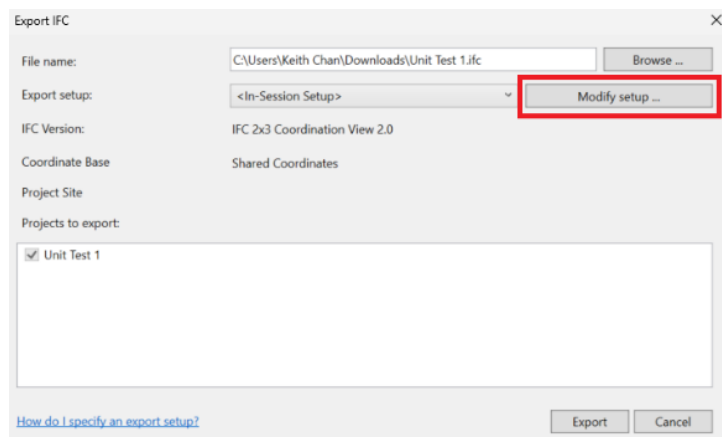 Export IFC
File name: C:\Users\Keith Chan\Downloads\Unit Test 1.ifc Browse ...
Export setup: <In-Session Setup> Modify setup ...
IFC Version: IFC 2x3 Coordination View 2.0
Coordinate Base Shared Coordinates
Project Site
Projects to export:
Unit Test 1
How do I specify an export setup? Export Cancel